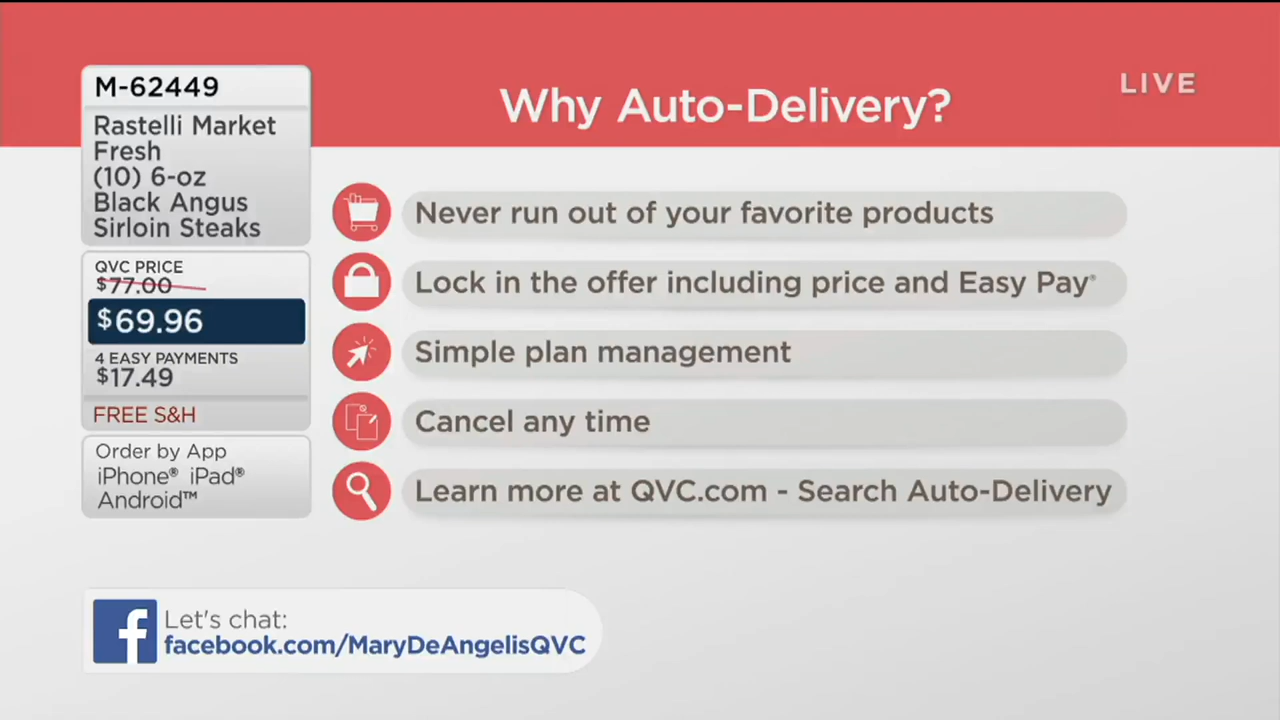 M-62449
Rastelli Market
Fresh
(10) 6-oz
Black Angus
Sirloin Steaks
QVC PRICE
$77.00
$69.96
4 EASY PAYMENTS
$17.49
FREE S&H
Order by App
iPhone® iPad®
Android™
Why Auto-Delivery?
LIVE
Never run out of your favorite products
Lock in the offer including price and Easy Pay®
Simple plan management
Cancel any time
Learn more at QVC.com - Search Auto-Delivery
f
Let's chat:
facebook.com/MaryDeAngelisQVC